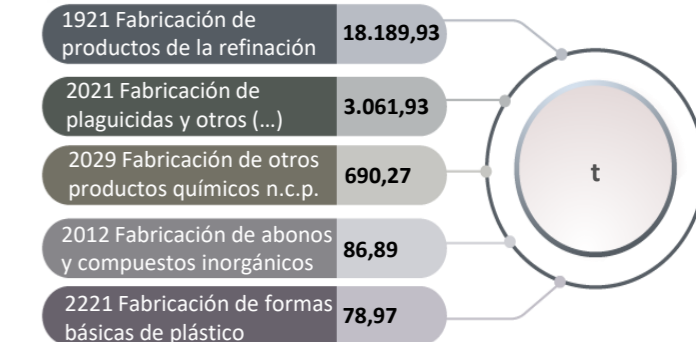 1921 Fabricación de
productos de la refinación
18.189,93
2021 Fabricación de
plaguicidas y otros (...)
3.061,93
2029 Fabricación de otros
productos químicos n.c.p.
690,27
2012 Fabricación de abonos
y compuestos inorgánicos
86,89
2221 Fabricación de formas
básicas de plástico
78,97
t